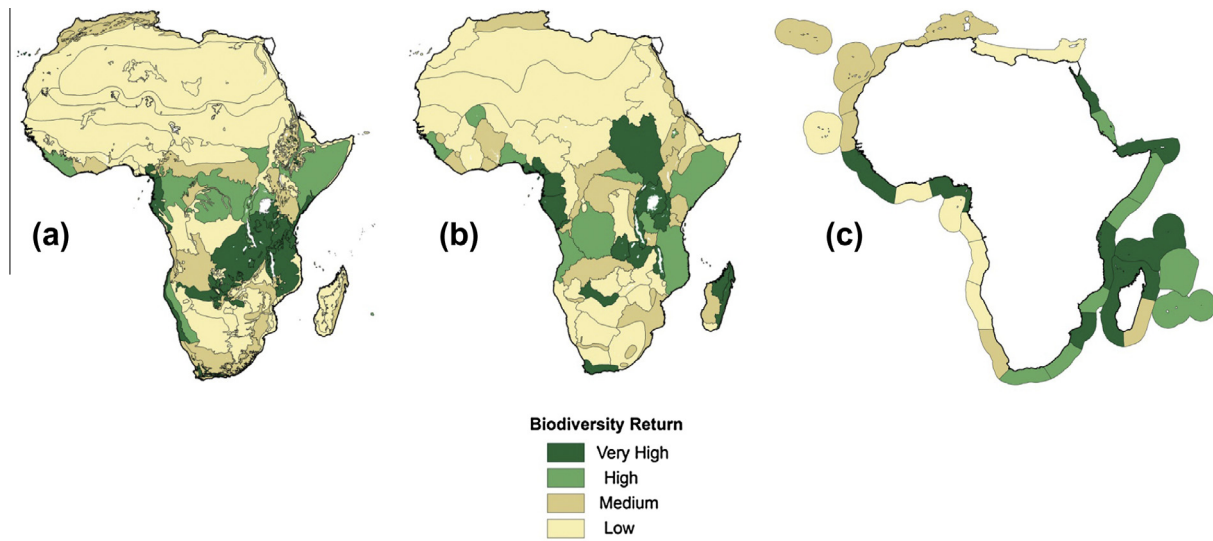 (a)
(b)
(c)
Biodiversity Return
Very High
High
Medium
Low